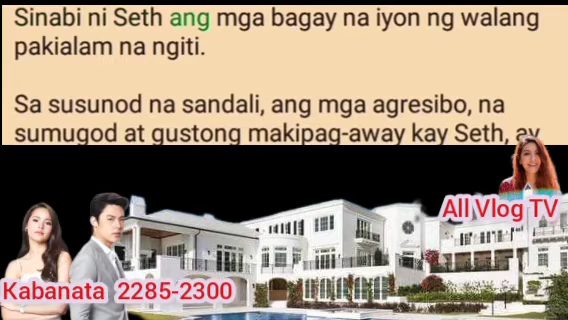 Sinabi ni Seth ang mga bagay na iyon ng walang
pakialam na ngiti.
Sa susunod na sandali, ang mga agresibo, na
sumugod at gustong makipag-away kay Seth, ay
All Vlog TV
Kabanata 2285-2300